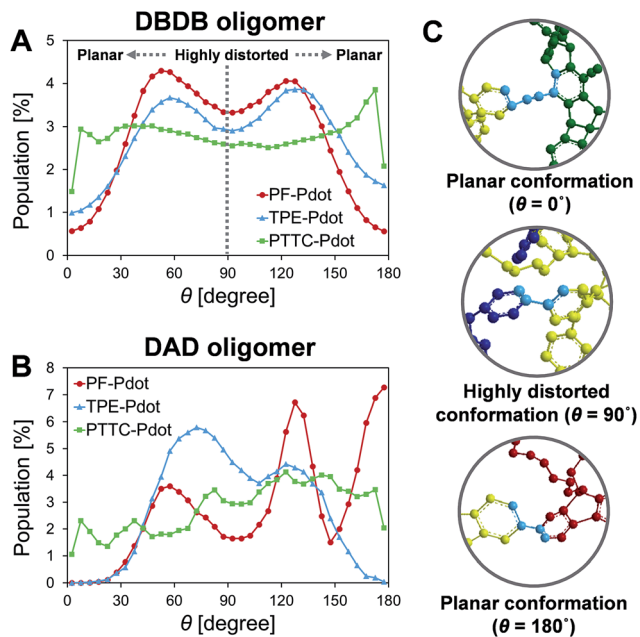 DBDB oligomer
A
Planar
Highly distorted
Planar
Population [%]
5
4
3
2
1
0
PF-Pdot
TPE-Pdot
PTTC-Pdot
0 30 60 90 120 150 180
θ [degree]
DAD oligomer
B
Population [%]
8
7
6
5
4
3
2
1
0
PF-Pdot
TPE-Pdot
PTTC-Pdot
0 30 60 90 120 150 180
θ [degree]
C
Planar conformation
(θ = 0˚)
Highly distorted
conformation (θ = 90˚)
Planar conformation
(θ = 180˚)